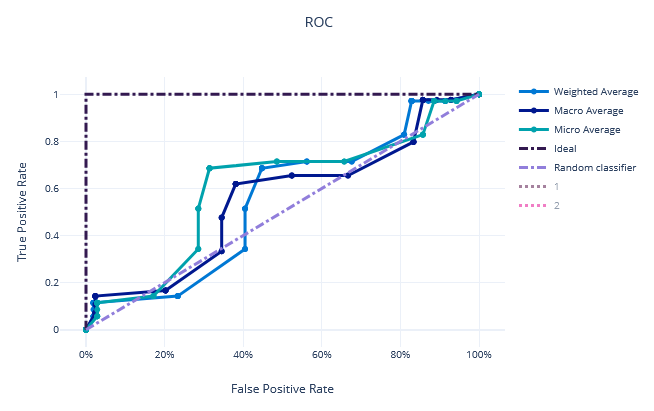 ROC
True Positive Rate
1
0.8
0.6
0.4
0.2
0
0%
20%
40%
60%
80%
100%
False Positive Rate
Weighted Average
Macro Average
Micro Average
Ideal
Random classifier
1
2